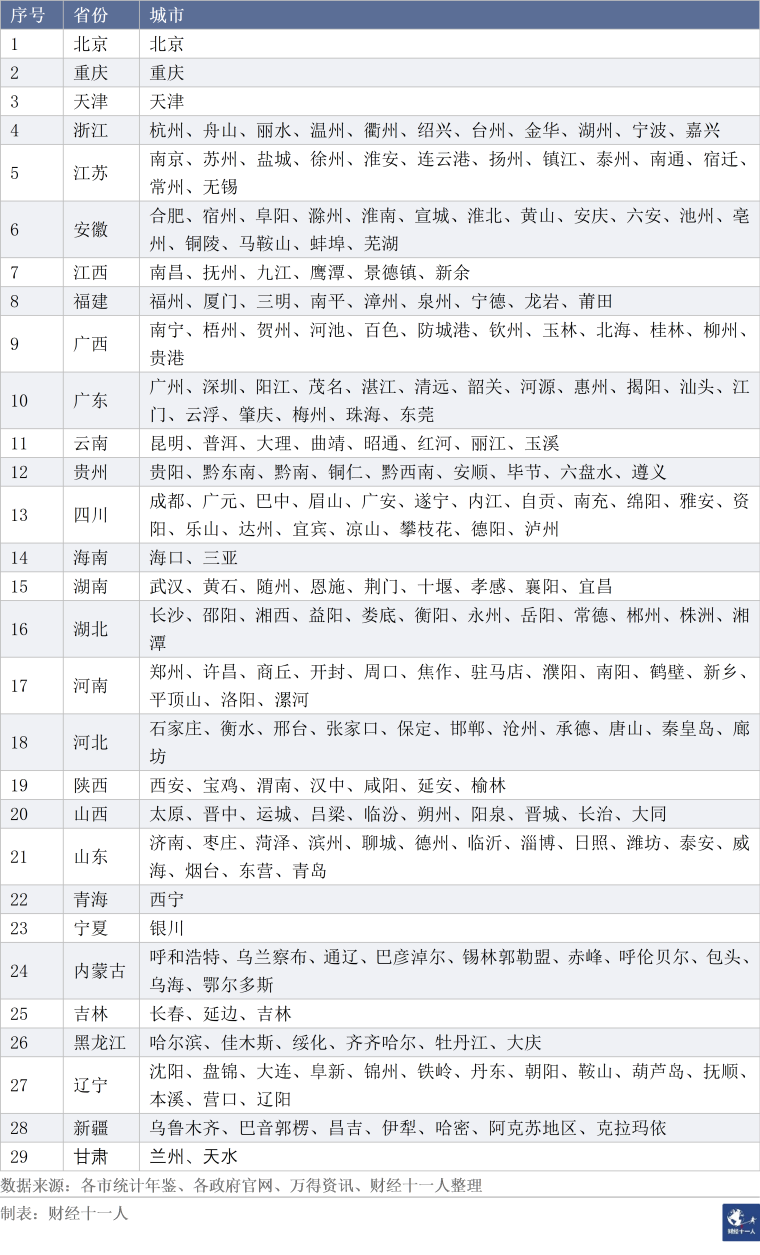 序号 省份 城市
1 北京 北京
2 重庆 重庆
3 天津 天津
4 浙江 杭州、舟山、丽水、温州、衢州、绍兴、台州、金华、湖州、宁波、嘉兴
5 江苏 南京、苏州、盐城、徐州、淮安、连云港、扬州、镇江、泰州、南通、宿迁、
常州、无锡
6 安徽 合肥、宿州、阜阳、滁州、淮南、宣城、淮北、黄山、安庆、六安、池州、亳
州、铜陵、马鞍山、蚌埠、芜湖
7 江西 南昌、抚州、九江、鹰潭、景德镇、新余
8 福建 福州、厦门、三明、南平、漳州、泉州、宁德、龙岩、莆田
9 广西 南宁、梧州、贺州、河池、百色、防城港、钦州、玉林、北海、桂林、柳州、
贵港
10 广东 广州、深圳、阳江、茂名、湛江、清远、韶关、河源、惠州、揭阳、汕头、江
门、云浮、肇庆、梅州、珠海、东莞
11 云南 昆明、普洱、大理、曲靖、昭通、红河、丽江、玉溪
12 贵州 贵阳、黔东南、黔南、铜仁、黔西南、安顺、毕节、六盘水、遵义
13 四川 成都、广元、巴中、眉山、广安、遂宁、内江、自贡、南充、绵阳、雅安、资
阳、乐山、达州、宜宾、凉山、攀枝花、德阳、泸州
14 海南 海口、三亚
15 湖南 武汉、黄石、随州、恩施、荆门、十堰、孝感、襄阳、宜昌
16 湖北 长沙、邵阳、湘西、益阳、娄底、衡阳、永州、岳阳、常德、郴州、株洲、湘
潭
17 河南 郑州、许昌、商丘、开封、周口、焦作、驻马店、濮阳、南阳、鹤壁、新乡、
平顶山、洛阳、漯河
18 河北 石家庄、衡水、邢台、张家口、保定、邯郸、沧州、承德、唐山、秦皇岛、廊
坊
19 陕西 西安、宝鸡、渭南、汉中、咸阳、延安、榆林
20 山西 太原、晋中、运城、吕梁、临汾、朔州、阳泉、晋城、长治、大同
21 山东 济南、枣庄、菏泽、滨州、聊城、德州、临沂、淄博、日照、潍坊、泰安、威
海、烟台、东营、青岛
22 青海 西宁
23 宁夏 银川
24 内蒙古 呼和浩特、乌兰察布、通辽、巴彦淖尔、锡林郭勒盟、赤峰、呼伦贝尔、包头、
乌海、鄂尔多斯
25 吉林 长春、延边、吉林
26 黑龙江 哈尔滨、佳木斯、绥化、齐齐哈尔、牡丹江、大庆
27 辽宁 沈阳、盘锦、大连、阜新、锦州、铁岭、丹东、朝阳、鞍山、葫芦岛、抚顺、
本溪、营口、辽阳
28 新疆 乌鲁木齐、巴音郭楞、昌吉、伊犁、哈密、阿克苏地区、克拉玛依
29 甘肃 兰州、天水
数据来源：各市统计年鉴、各政府官网、万得资讯、财经十一人整理
制表：财经十一人
财经十一人